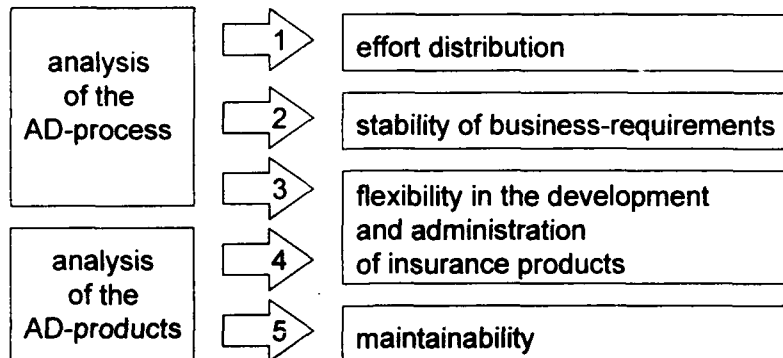 analysis
of the
AD-process
1
effort distribution
2
stability of business-requirements
3
flexibility in the development
and administration
of insurance products
analysis
of the
AD-products
4
5
maintainability